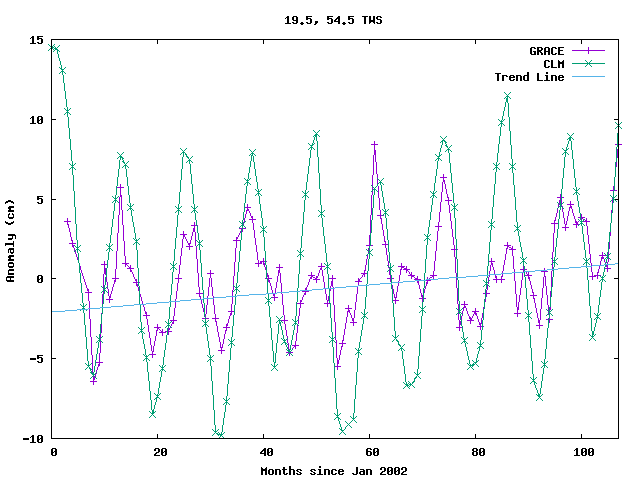 19.5, 54.5 TWS
GRACE
CLM
Trend Line
Anomaly (cm)
15
10
5
0
-5
-10
0 20 40 60 80 100
Months since Jan 2002